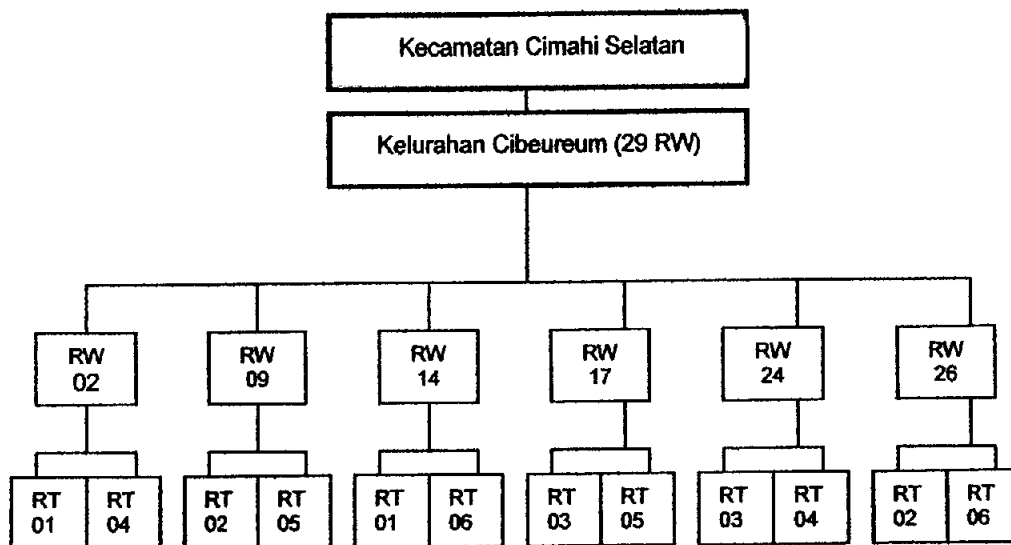 Kecamatan Cimahi Selatan
Kelurahan Cibeureum (29 RW)
RW
02
RW
09
RW
14
RW
17
RW
24
RW
26
RT
01
RT
04
RT
02
RT
05
RT
01
RT
06
RT
03
RT
05
RT
03
RT
04
RT
02
RT
06